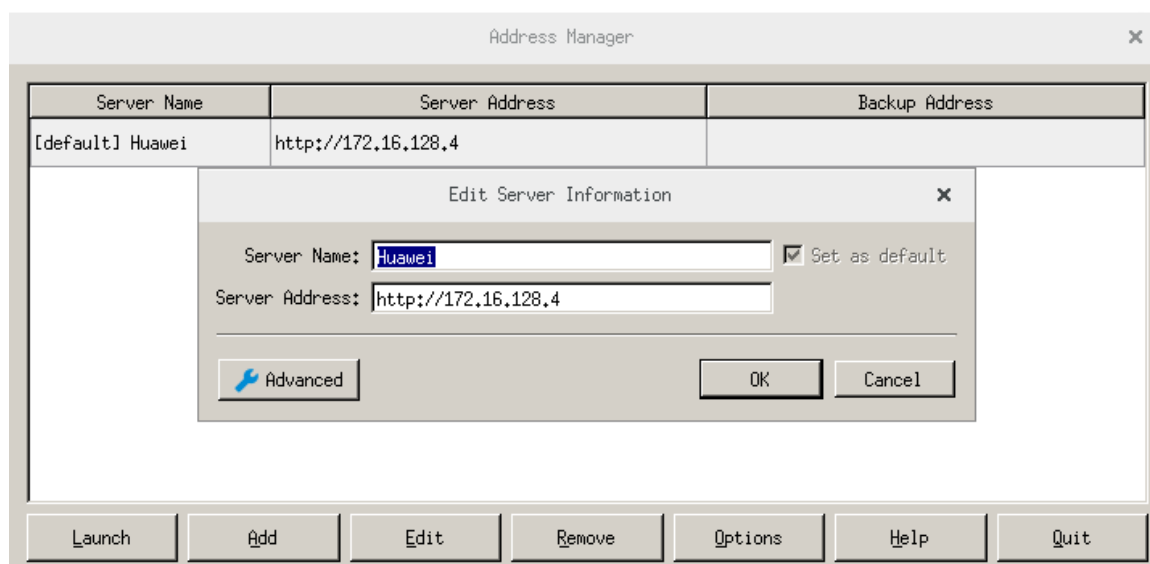 Address Manager
Server Name Server Address Backup Address
[default] Huawei http://172.16.128.4
Edit Server Information
Server Name: Huawei Set as default
Server Address: http://172.16.128.4
Advanced OK Cancel
Launch Add Edit Remove Options Help Quit